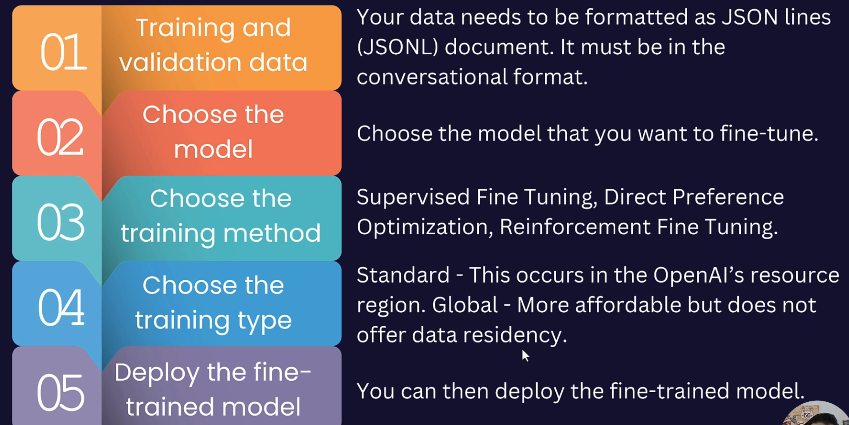 01
Training and
validation data
Your data needs to be formatted as JSON lines
(JSONL) document. It must be in the
conversational format.
02
Choose the
model
Choose the model that you want to fine-tune.
03
Choose the
training method
Supervised Fine Tuning, Direct Preference
Optimization, Reinforcement Fine Tuning.
04
Choose the
training type
Standard - This occurs in the OpenAI’s resource
region. Global - More affordable but does not
offer data residency.
05
Deploy the fine-
trained model
You can then deploy the fine-trained model.